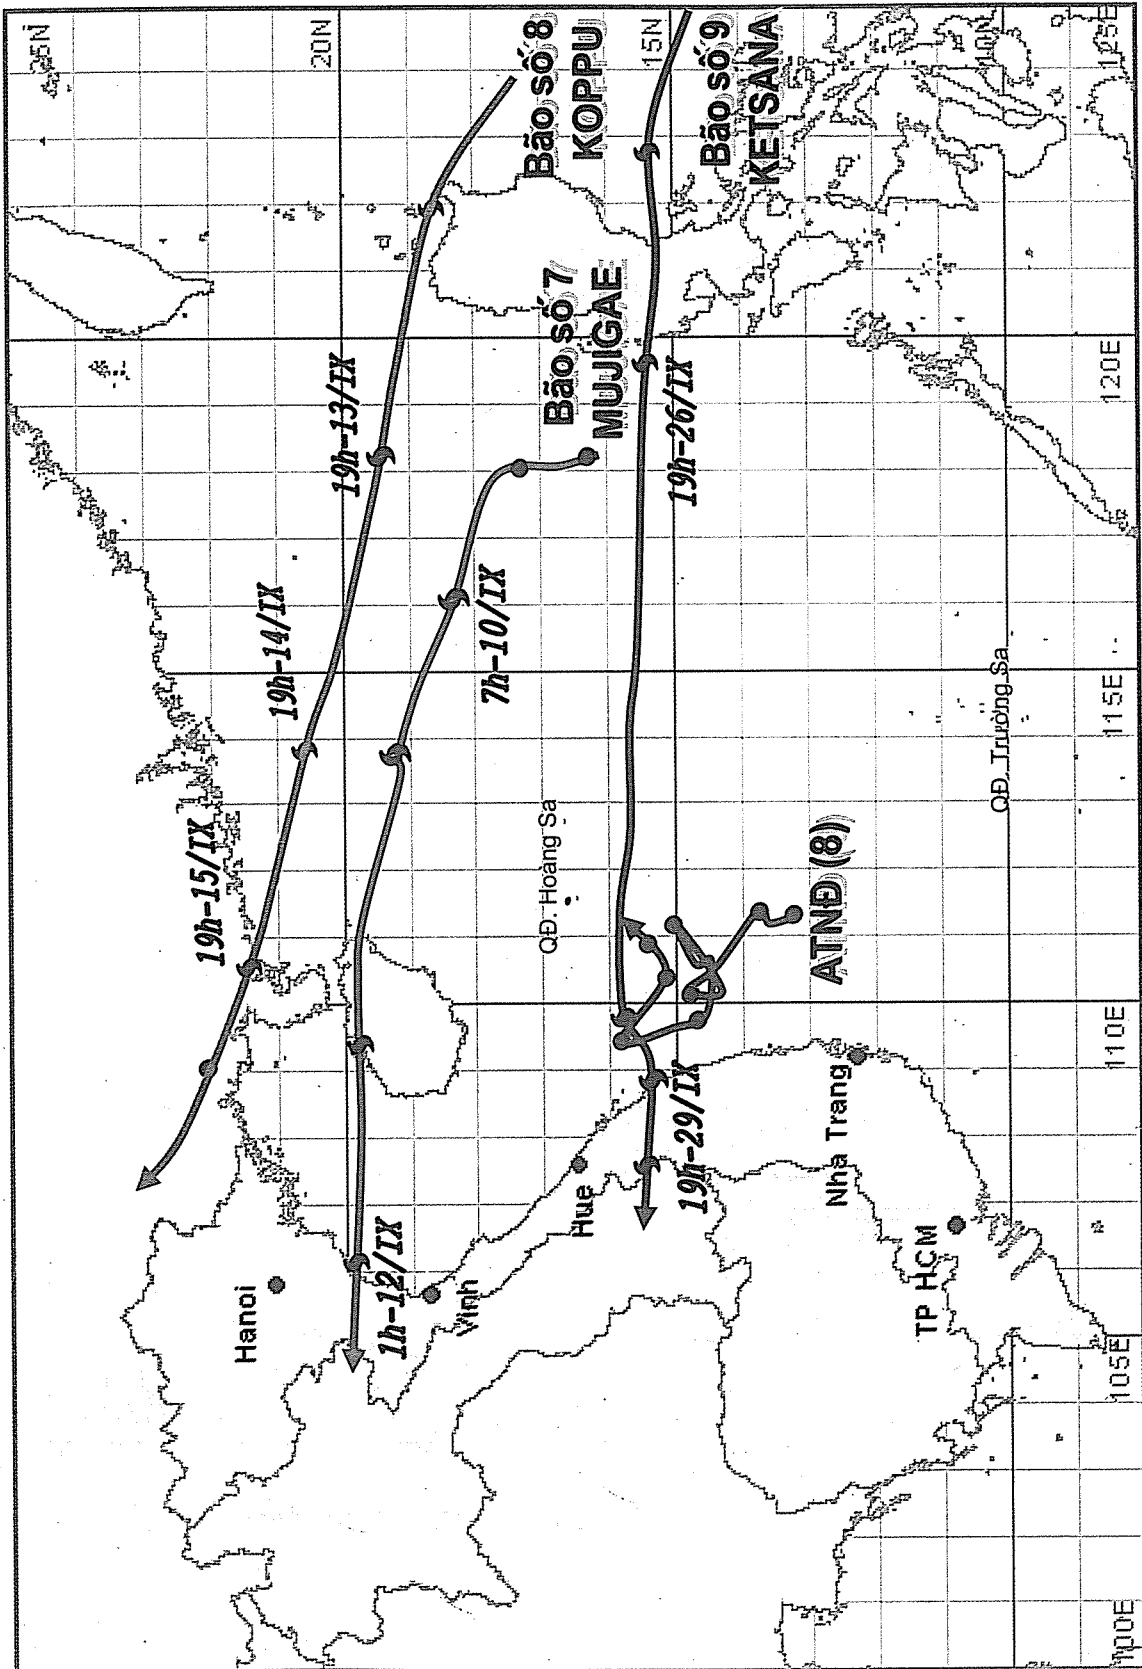 25N
20N
15N
10N
Bão số 8
KOPPU
Bão số 9
KETSANA
Bão số 7
MUJIGAE
19h-13/IX
19h-14/IX
19h-15/IX
7h-10/IX
1h-12/IX
19h-26/IX
19h-29/IX
QĐ. Hoang Sa
QĐ. Trường Sa
ATNĐ (8)
Hanoi
Vinh
Hue
Nha Trang
TP HCM
100E
105E
110E
115E
120E
125E